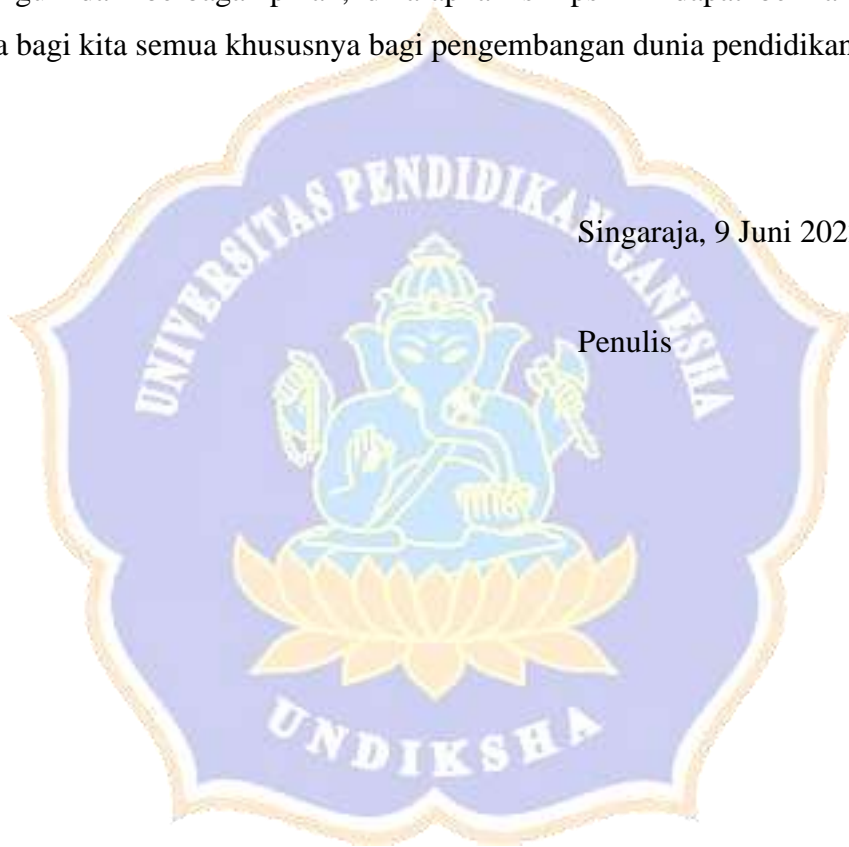 bagi kita semua khususnya bagi pengembangan dunia pendidikan
Singaraja, 9 Juni 202
Penulis
UNIVERSITAS PENDIDIKAN GANESHA
UNDIKSHA